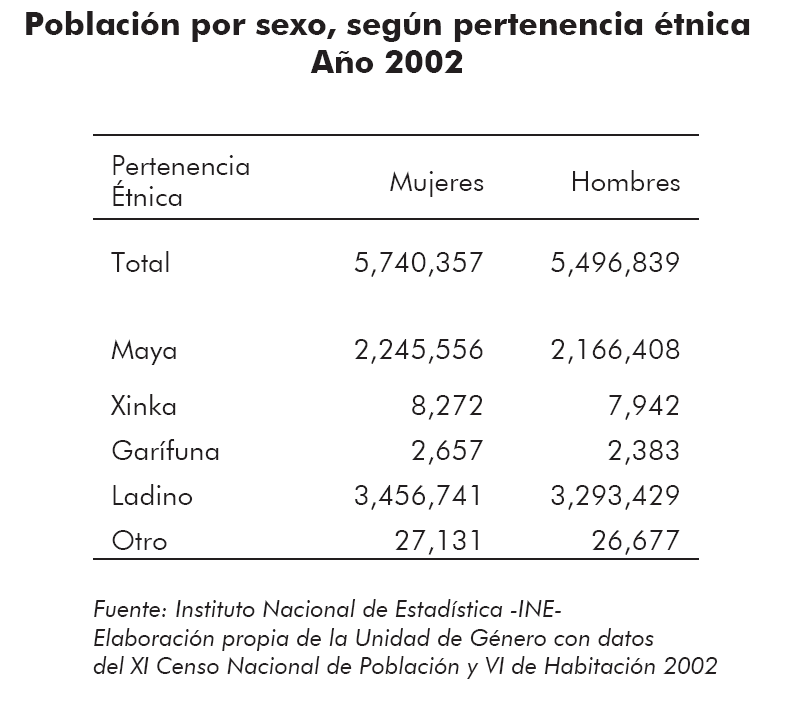 Población por sexo, según pertenencia étnica
Año 2002
Pertenencia
Étnica
Mujeres Hombres
Total 5,740,357 5,496,839
Maya 2,245,556 2,166,408
Xinka 8,272 7,942
Garífuna 2,657 2,383
Ladino 3,456,741 3,293,429
Otro 27,131 26,677
Fuente: Instituto Nacional de Estadística -INE-
Elaboración propia de la Unidad de Género con datos
del XI Censo Nacional de Población y VI de Habitación 2002